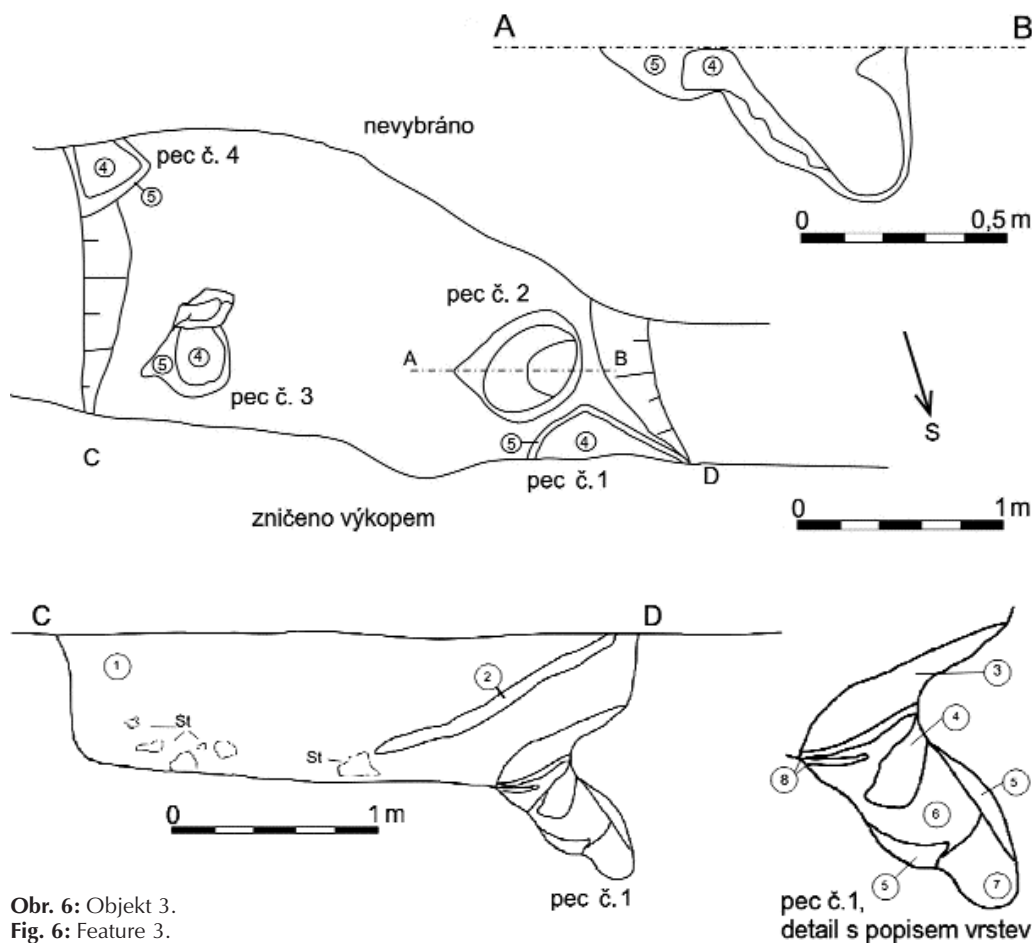 A B
⑤ ④
0 0,5 m
nevybráno
④ pec č. 4
⑤
pec č. 2
A B
④
⑤
pec č. 3
C
⑤ ④
pec č.1
D
S
zničeno výkopem
0 1 m
C D
① ②
St
St
0 1 m
pec č.1
③
④
⑧ ⑤
⑥
⑤ ⑦
pec č.1,
detail s popisem vrstev
Obr. 6: Objekt 3.
Fig. 6: Feature 3.